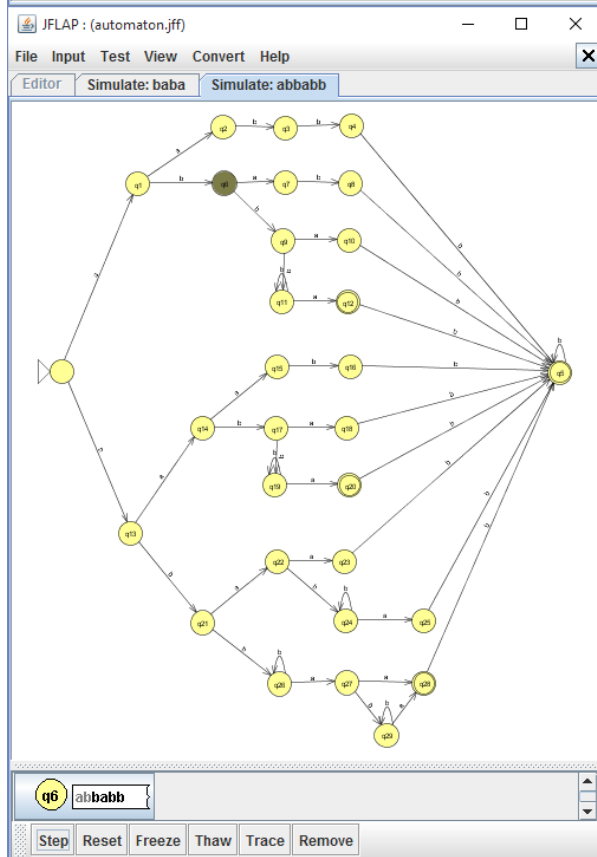 JFLAP : (automaton.jff)
File Input Test View Convert Help
Editor Simulate: baba Simulate: abbabb
q2 b q3 b q4
a
q1 b q6 a q7 b q8
b
q9 a q10
b a
q11 a q12 b
b
q15 b q16 b q5
a
q14 b q17 a q18 b
b a
q19 a q20 b
a b
q13
q22 a q23
b
a b
q21 q24 a q25 b
b b
q26 a q27 a q28
b b a
q29
q6 abbabb
Step Reset Freeze Thaw Trace Remove